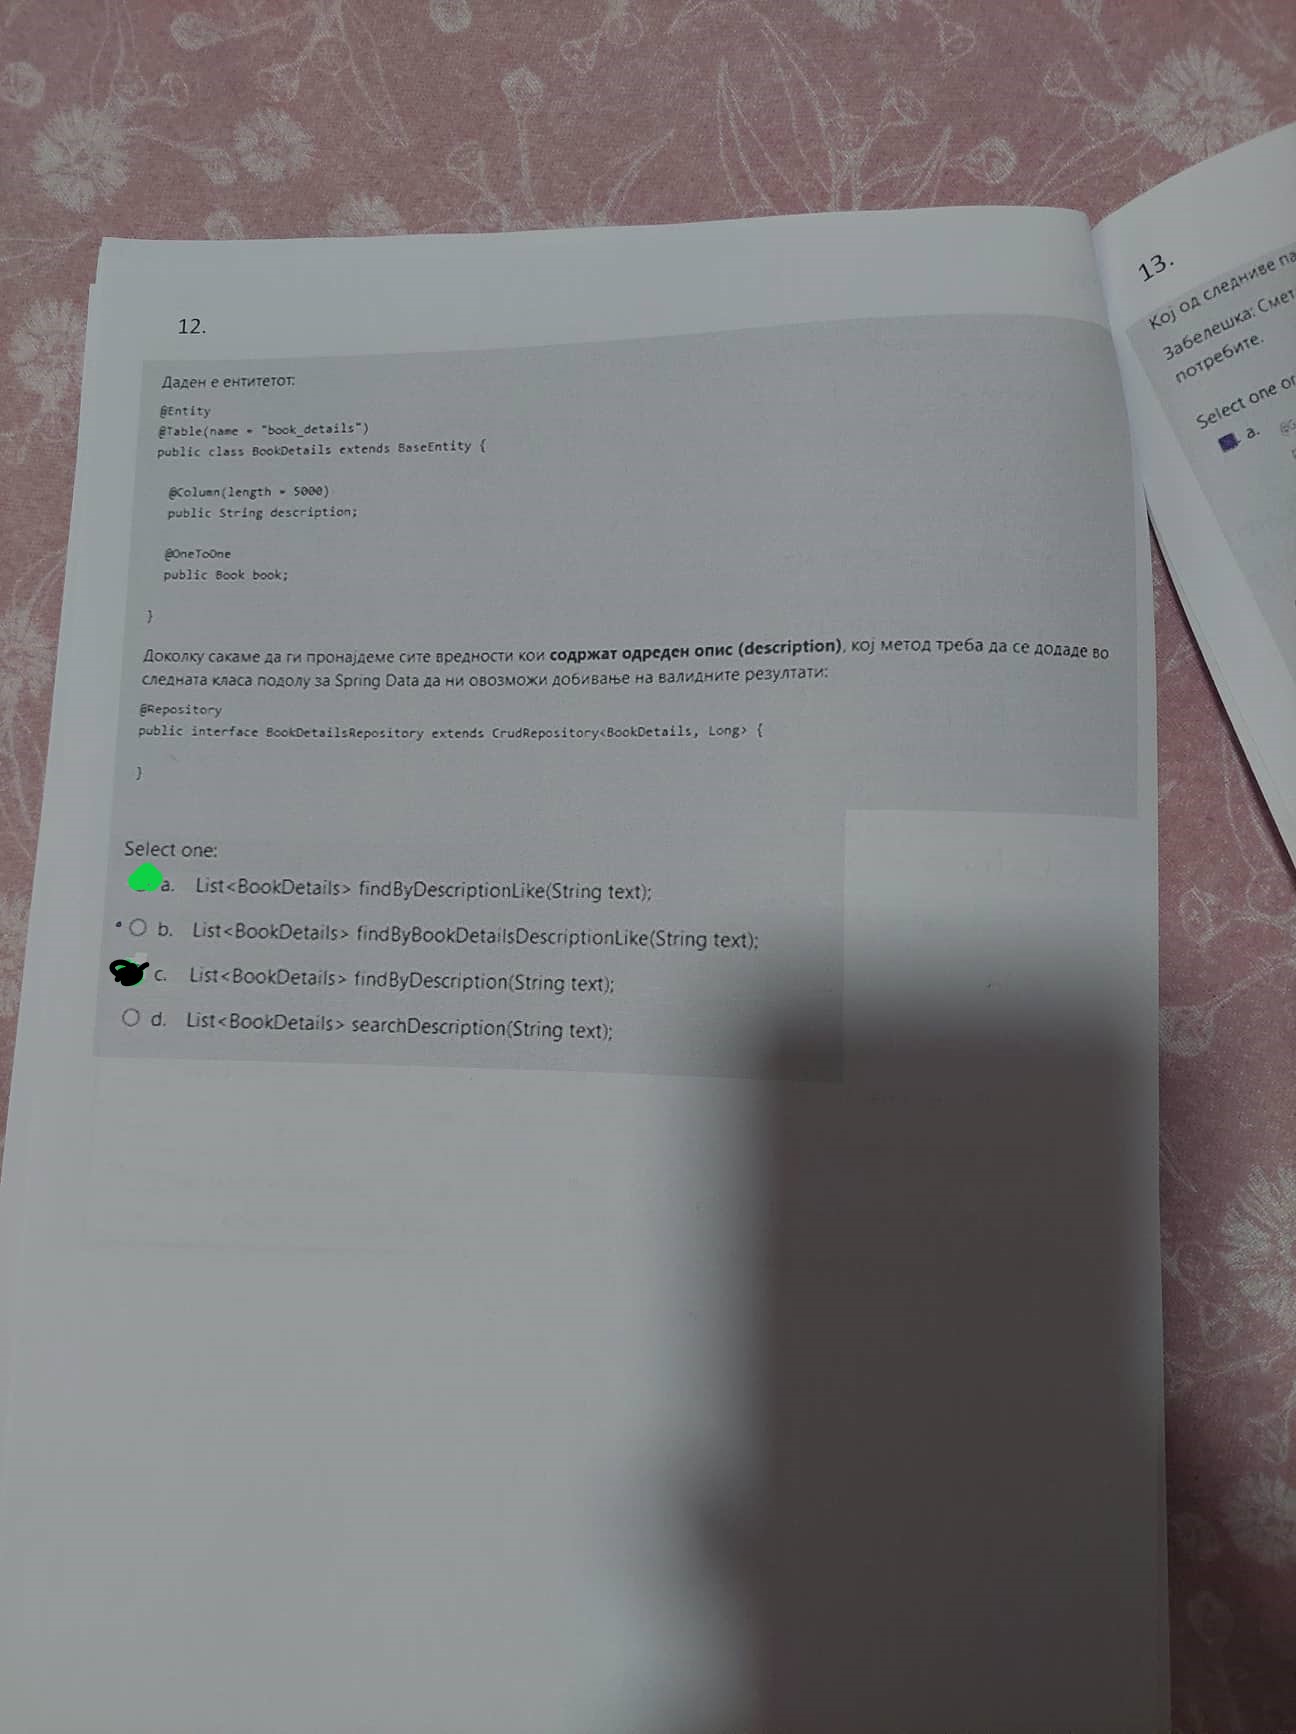 12.
Даден е ентитетот:
@Entity
@Table(name = "book_details")
public class BookDetails extends BaseEntity {
@Column(length = 5000)
public String description;
@OneToOne
public Book book;
}
Доколку сакаме да ги пронајдеме сите вредности кои содржат одреден опис (description), кој метод треба да се додаде во
следната класа подолу за Spring Data да ни овозможи добивање на валидните резултати:
@Repository
public interface BookDetailsRepository extends CrudRepository<BookDetails, Long> {
}
Select one:
a. List<BookDetails> findByDescriptionLike(String text);
b. List<BookDetails> findByBookDetailsDescriptionLike(String text);
c. List<BookDetails> findByDescription(String text);
d. List<BookDetails> searchDescription(String text);
13.
Кој од следниве
Забелешка:
потребите.
Select one
a.